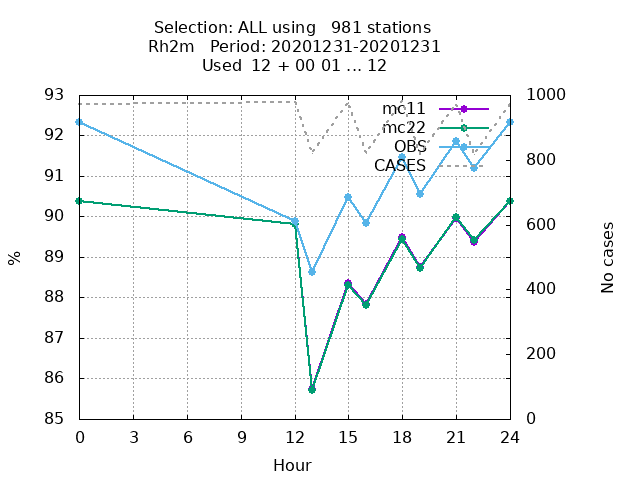 Selection: ALL using   981 stations
Rh2m   Period: 20201231-20201231
Used  12 + 00 01 ... 12
93
92
91
90
89
88
87
86
85
1000
800
600
400
200
0
mc11
mc22
OBS
CASES
%
No cases
0 3 6 9 12 15 18 21 24
Hour